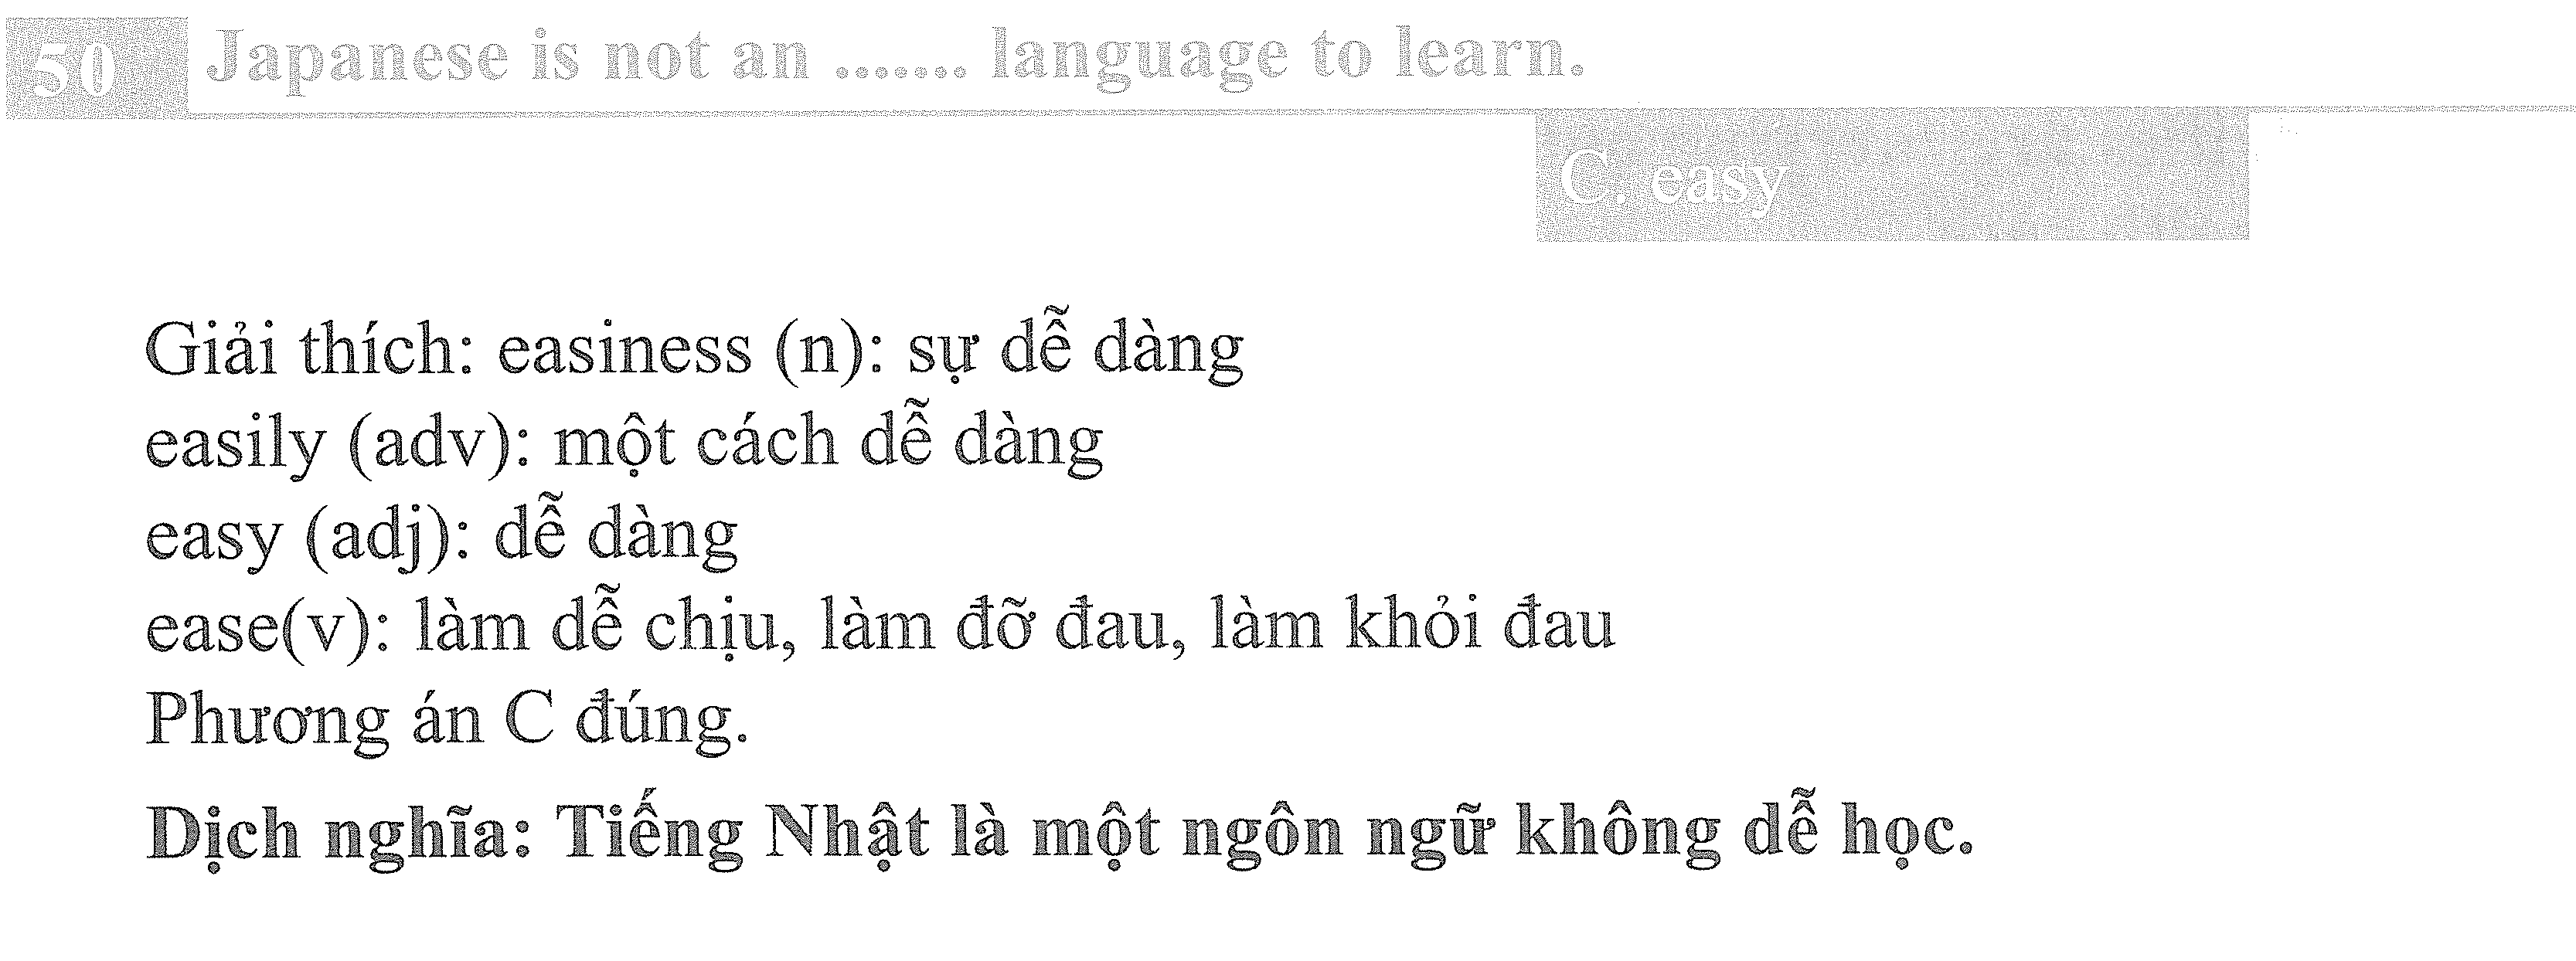 50 Japanese is not an ....... language to learn.
C. easy
Giải thích: easiness (n): sự dễ dàng
easily (adv): một cách dễ dàng
easy (adj): dễ dàng
ease(v): làm dễ chịu, làm đỡ đau, làm khỏi đau
Phương án C đúng.
Dịch nghĩa: Tiếng Nhật là một ngôn ngữ không dễ học.